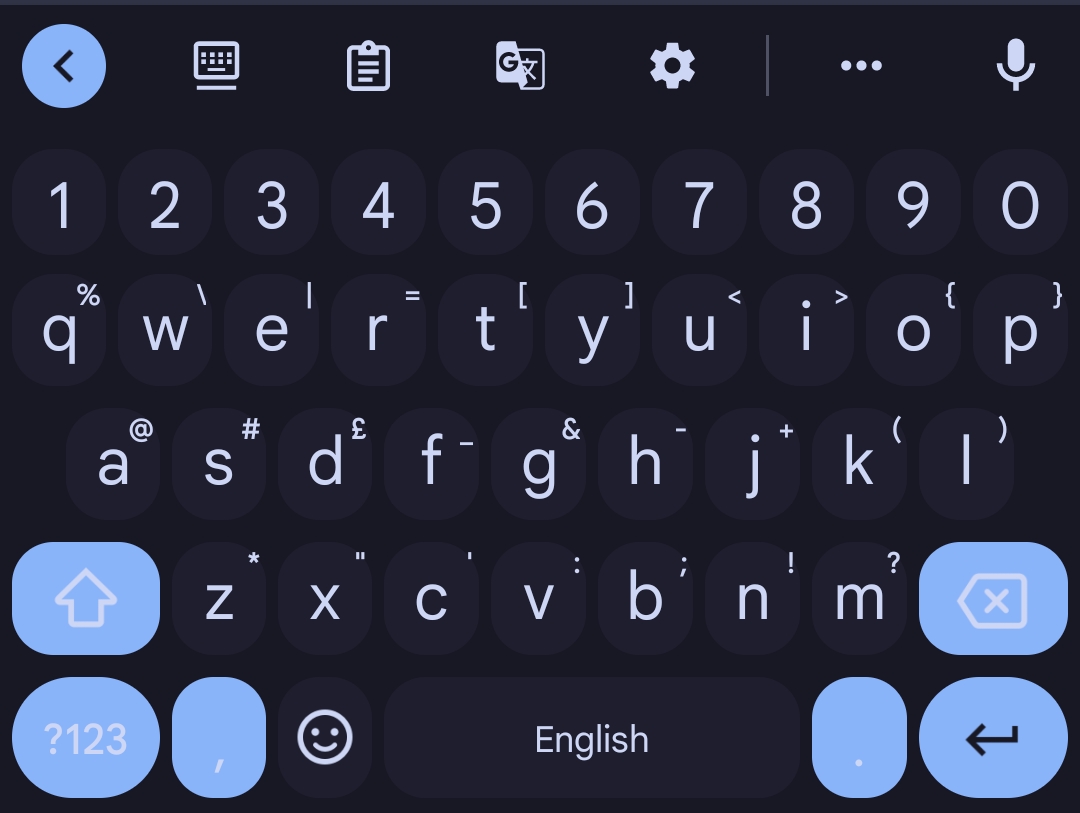 1 2 3 4 5 6 7 8 9 0
q % w \ e | r = t [ y ] u < i > o { p }
a @ s # d £ f _ g & h - j + k ( l )
z * x " c ' v : b ; n ! m ?
?123 , English .